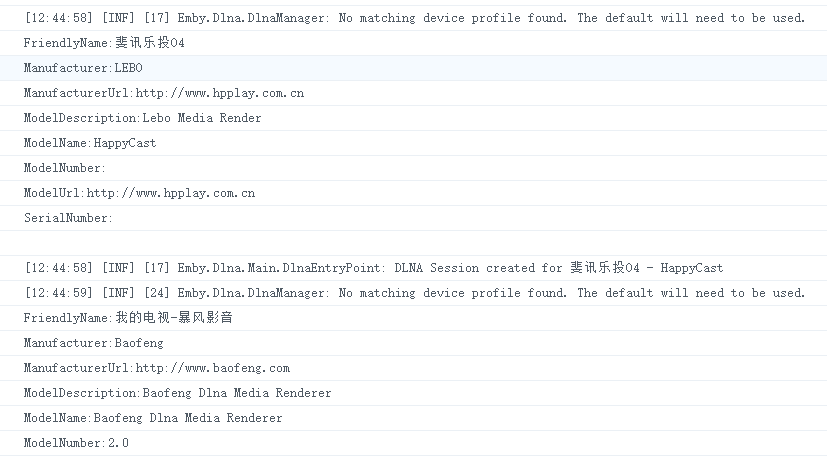 [12:44:58] [INF] [17] Emby.Dlna.DlnaManager: No matching device profile found. The default will need to be used.
FriendlyName:斐讯乐投04
Manufacturer:LEBO
ManufacturerUrl:http://www.hpplay.com.cn
ModelDescription:Lebo Media Render
ModelName:HappyCast
ModelNumber:
ModelUrl:http://www.hpplay.com.cn
SerialNumber:
[12:44:58] [INF] [17] Emby.Dlna.Main.DlnaEntryPoint: DLNA Session created for 斐讯乐投04 - HappyCast
[12:44:59] [INF] [24] Emby.Dlna.DlnaManager: No matching device profile found. The default will need to be used.
FriendlyName:我的电视-暴风影音
Manufacturer:Baofeng
ManufacturerUrl:http://www.baofeng.com
ModelDescription:Baofeng Dlna Media Renderer
ModelName:Baofeng Dlna Media Renderer
ModelNumber:2.0